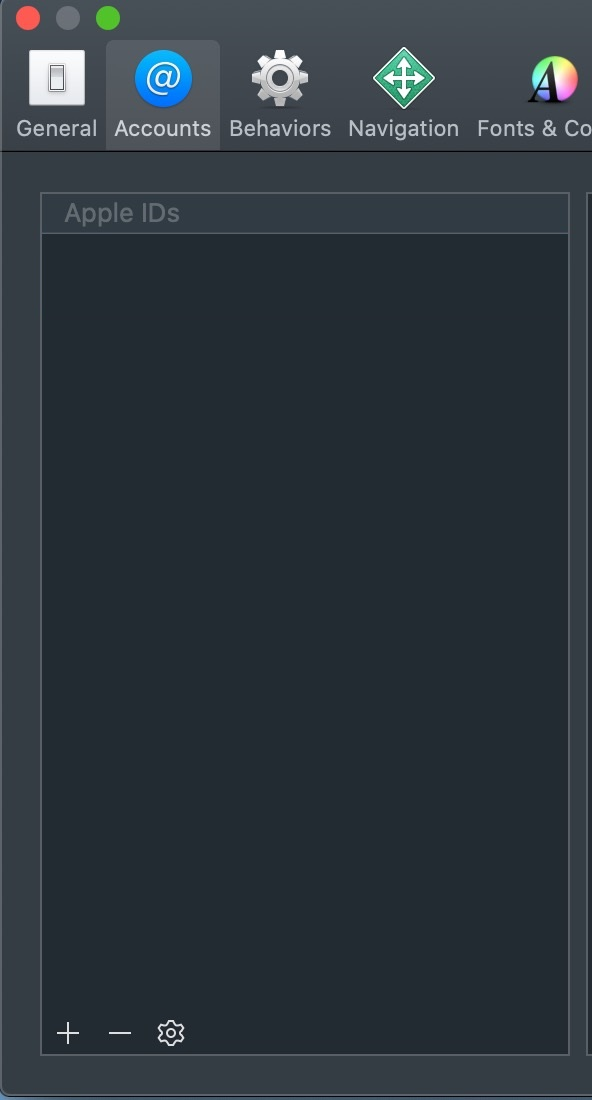 General Accounts Behaviors Navigation Fonts & Co
Apple IDs